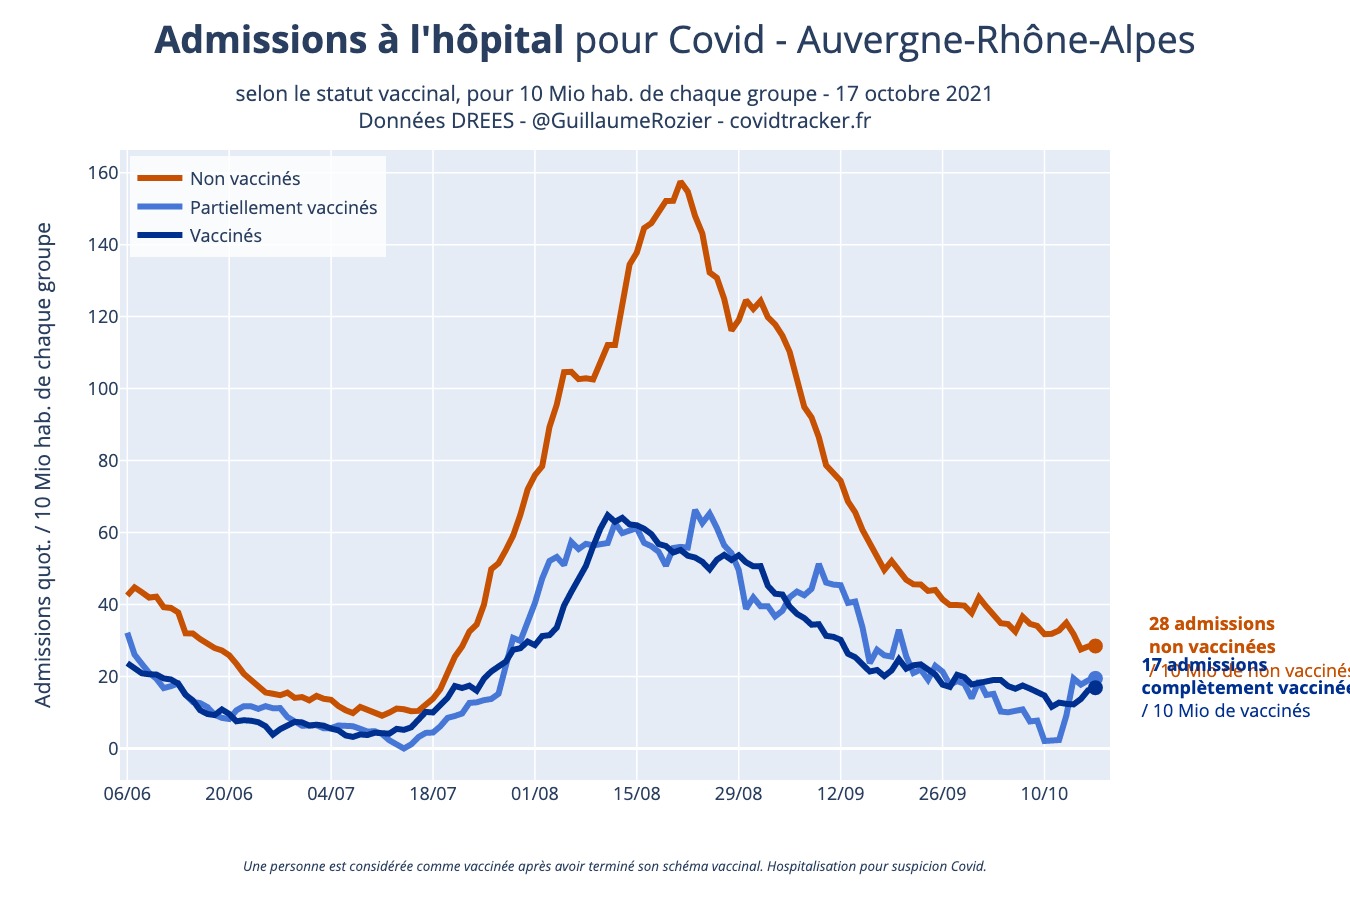 Admissions à l'hôpital pour Covid - Auvergne-Rhône-Alpes
selon le statut vaccinal, pour 10 Mio hab. de chaque groupe - 17 octobre 2021
Données DREES - @GuillaumeRozier - covidtracker.fr
Admissions quot. / 10 Mio hab. de chaque groupe
160
140
120
100
80
60
40
20
0
Non vaccinés
Partiellement vaccinés
Vaccinés
28 admissions
non vaccinées
/ 10 Mio de non vaccinés
17 admissions
complètement vaccinée
/ 10 Mio de vaccinés
06/06
20/06
04/07
18/07
01/08
15/08
29/08
12/09
26/09
10/10
Une personne est considérée comme vaccinée après avoir terminé son schéma vaccinal. Hospitalisation pour suspicion Covid.